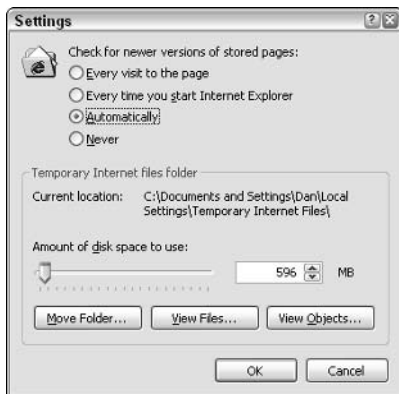 Settings
Check for newer versions of stored pages:
Every visit to the page
Every time you start Internet Explorer
Automatically
Never
Temporary Internet files folder
Current location: C:\Documents and Settings\Dan\Local
Settings\Temporary Internet Files\
Amount of disk space to use:
596 MB
Move Folder... View Files... View Objects...
OK Cancel